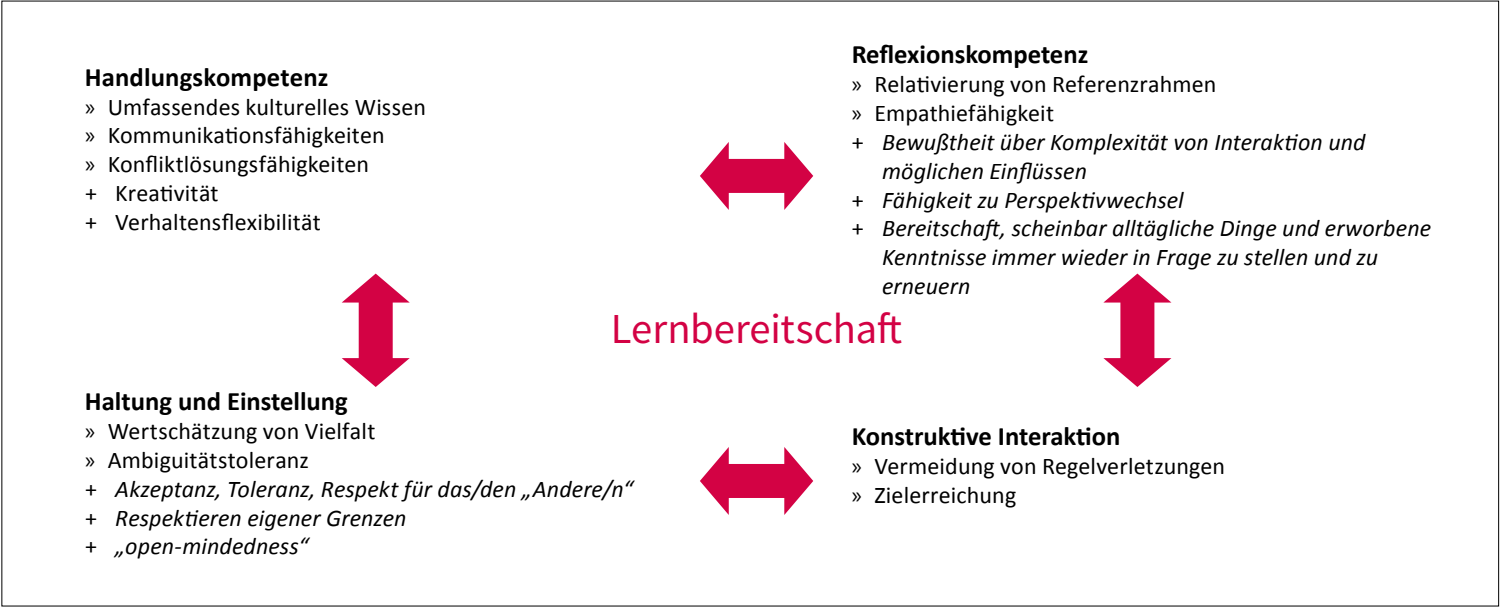 Handlungskompetenz
» Umfassendes kulturelles Wissen
» Kommunikationsfähigkeiten
» Konfliktlösungsfähigkeiten
+ Kreativität
+ Verhaltensflexibilität
Reflexionskompetenz
» Relativierung von Referenzrahmen
» Empathiefähigkeit
+ Bewußtheit über Komplexität von Interaktion und
möglichen Einflüssen
+ Fähigkeit zu Perspektivwechsel
+ Bereitschaft, scheinbar alltägliche Dinge und erworbene
Kenntnisse immer wieder in Frage zu stellen und zu
erneuern
Lernbereitschaft
Haltung und Einstellung
» Wertschätzung von Vielfalt
» Ambiguitätstoleranz
+ Akzeptanz, Toleranz, Respekt für das/den „Andere/n“
+ Respektieren eigener Grenzen
+ „open-mindedness“
Konstruktive Interaktion
» Vermeidung von Regelverletzungen
» Zielerreichung